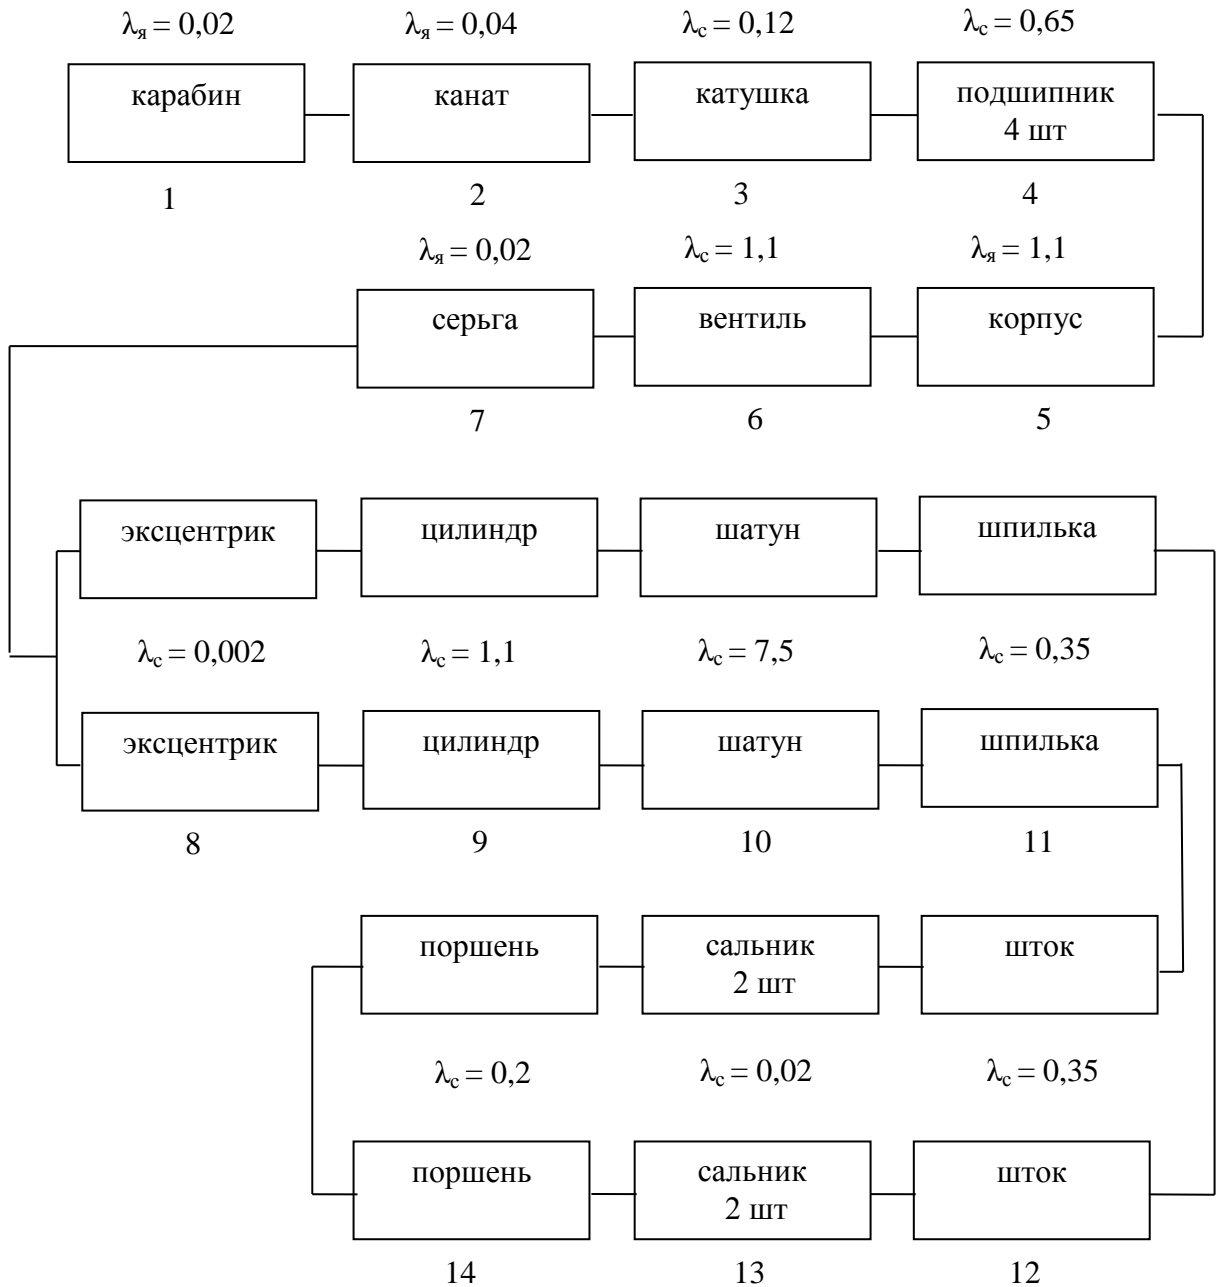 λя = 0,02 λя = 0,04 λс = 0,12 λс = 0,65
карабин канат катушка подшипник
4 шт
1 2 3 4
λя = 0,02 λс = 1,1 λя = 1,1
серьга вентиль корпус
7 6 5
эксцентрик цилиндр шатун шпилька
λс = 0,002 λс = 1,1 λс = 7,5 λс = 0,35
эксцентрик цилиндр шатун шпилька
8 9 10 11
поршень сальник шток
2 шт
λс = 0,2 λс = 0,02 λс = 0,35
поршень сальник шток
2 шт
14 13 12